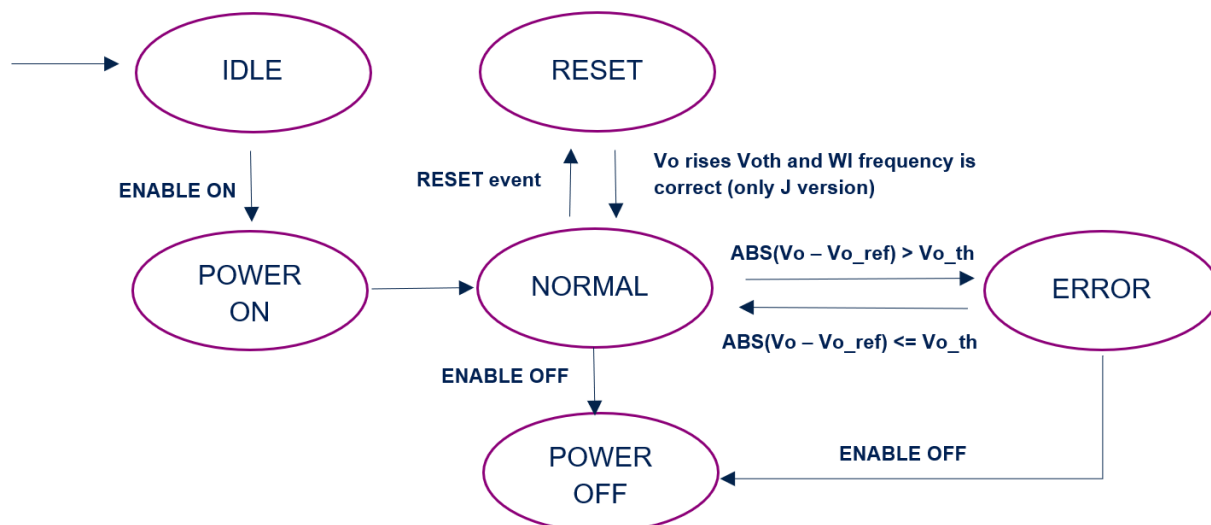 IDLE
RESET
ENABLE ON
RESET event
Vo rises Voth and WI frequency is
correct (only J version)
POWER
ON
NORMAL
ABS(Vo – Vo_ref) > Vo_th
ABS(Vo – Vo_ref) <= Vo_th
ERROR
ENABLE OFF
POWER
OFF
ENABLE OFF